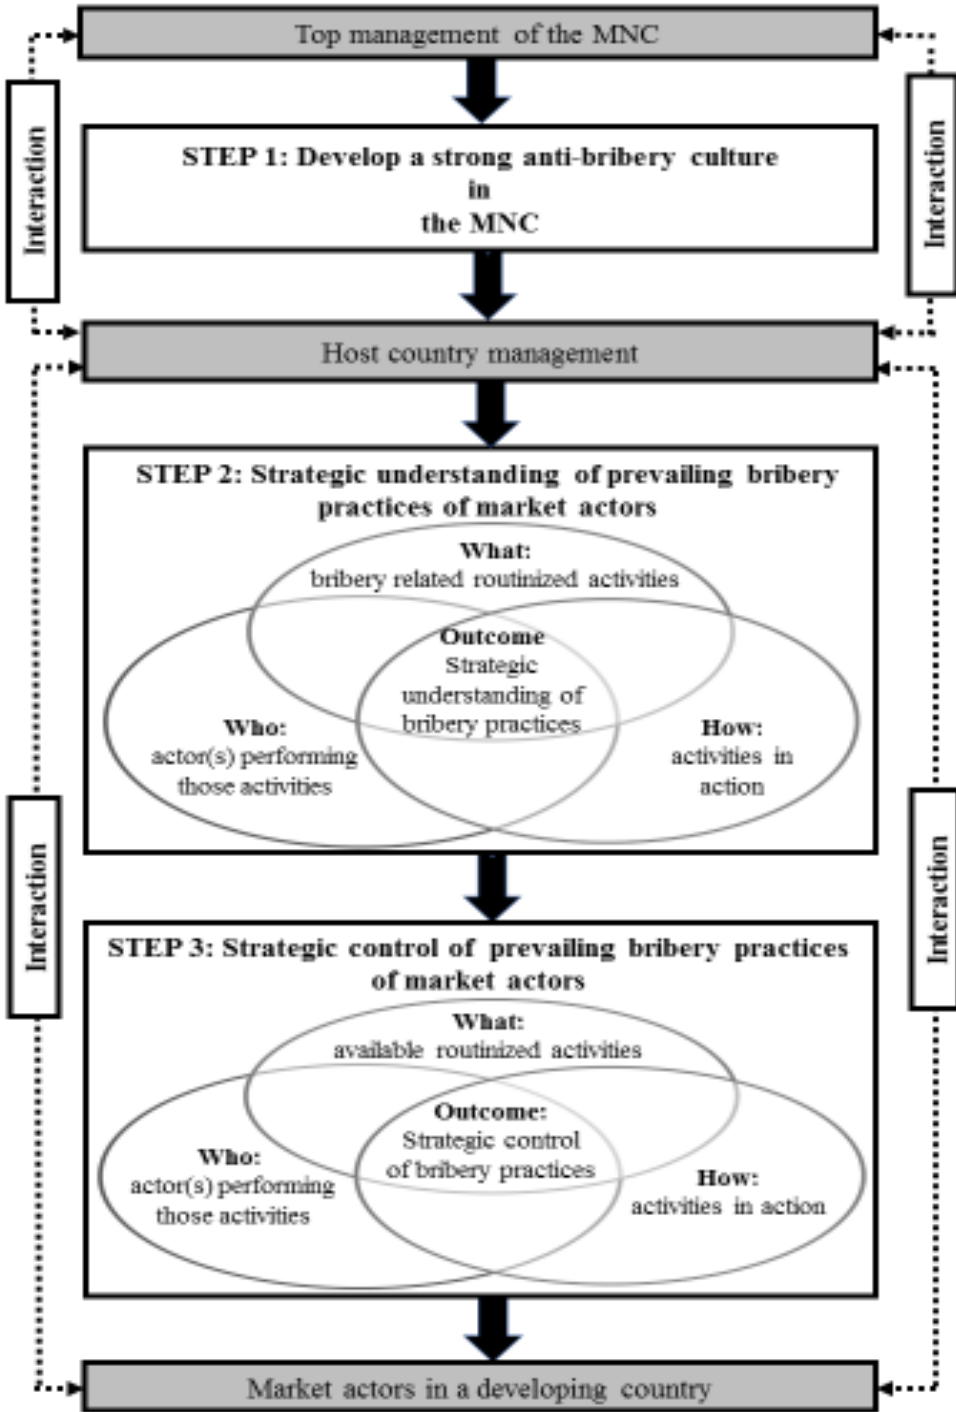 Top management of the MNC
Interaction
Interaction
STEP 1: Develop a strong anti-bribery culture
in
the MNC
Host country management
STEP 2: Strategic understanding of prevailing bribery
practices of market actors
What:
bribery related routinized activities
Outcome
Strategic
understanding of
bribery practices
Who:
actor(s) performing
those activities
How:
activities in
action
Interaction
Interaction
STEP 3: Strategic control of prevailing bribery practices
of market actors
What:
available routinized activities
Outcome:
Strategic control
of bribery practices
Who:
actor(s) performing
those activities
How:
activities in action
Market actors in a developing country